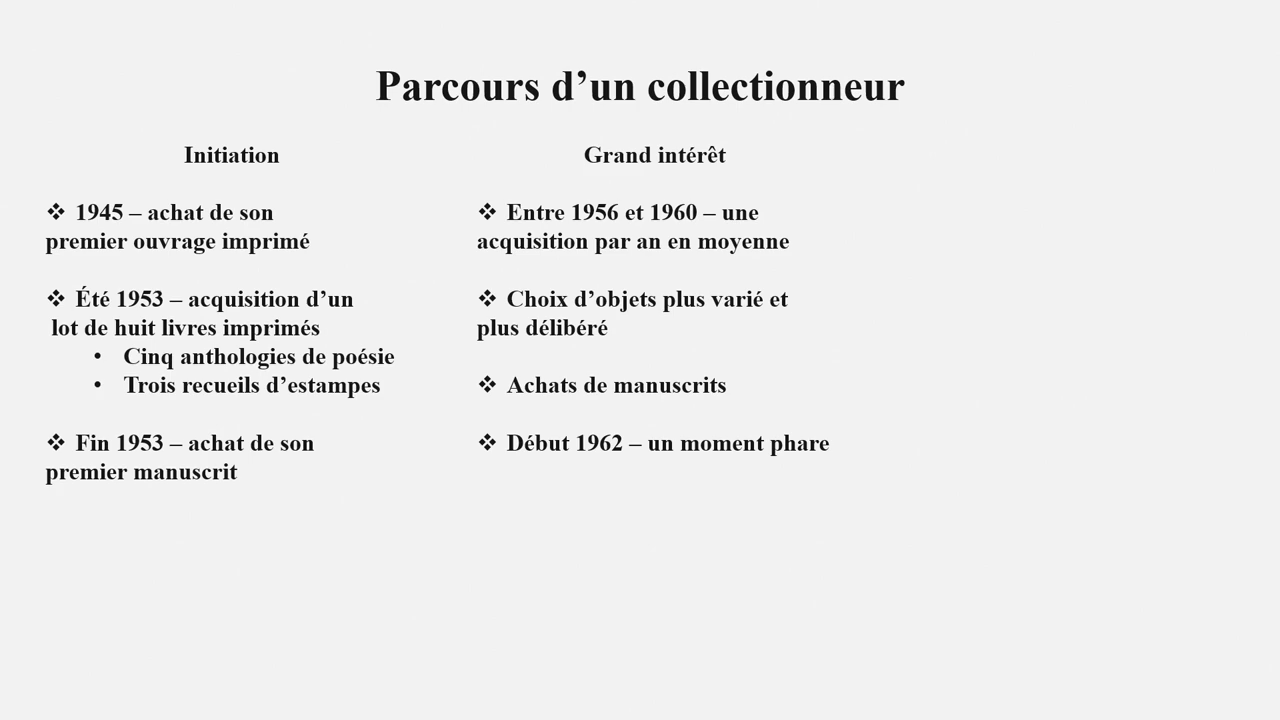 Parcours d’un collectionneur
Initiation
❖ 1945 – achat de son
premier ouvrage imprimé
❖ Été 1953 – acquisition d’un
lot de huit livres imprimés
• Cinq anthologies de poésie
• Trois recueils d’estampes
❖ Fin 1953 – achat de son
premier manuscrit
Grand intérêt
❖ Entre 1956 et 1960 – une
acquisition par an en moyenne
❖ Choix d’objets plus varié et
plus délibéré
❖ Achats de manuscrits
❖ Début 1962 – un moment phare